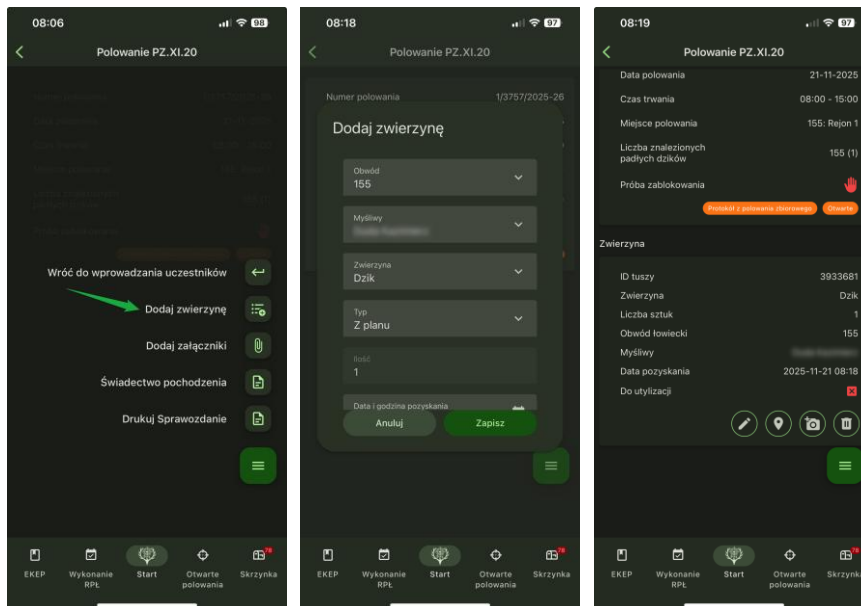 08:06
98
Polowanie PZ.XI.20
Wróć do wprowadzania uczestników
Dodaj zwierzynę
Dodaj załączniki
Świadectwo pochodzenia
Drukuj Sprawozdanie
EKEP
Wykonanie
RPŁ
Start
Otwarte
polowania
78
Skrzynka
08:18
97
Polowanie PZ.XI.20
Numer polowania 1/3757/2025-26
Dodaj zwierzynę
Obwód
155
Myśliwy
Zwierzyna
Dzik
Typ
Z planu
Ilość
1
Data i godzina pozyskania
Anuluj
Zapisz
EKEP
Wykonanie
RPŁ
Start
Otwarte
polowania
78
Skrzynka
08:19
97
Polowanie PZ.XI.20
Data polowania 21-11-2025
Czas trwania 08:00 - 15:00
Miejsce polowania 155: Rejon 1
Liczba znalezionych
padłych dzików 155 (1)
Próba zablokowania
Protokół z polowania zbiorowego Otwarte
Zwierzyna
ID tuszy 3933681
Zwierzyna Dzik
Liczba sztuk 1
Obwód łowiecki 155
Myśliwy
Data pozyskania 2025-11-21 08:18
Do utylizacji
EKEP
Wykonanie
RPŁ
Start
Otwarte
polowania
78
Skrzynk